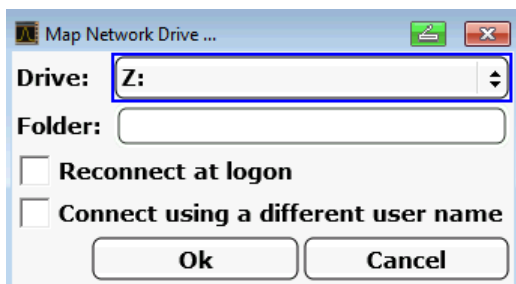 Map Network Drive ...
Drive: Z:
Folder:
Reconnect at logon
Connect using a different user name
Ok Cancel